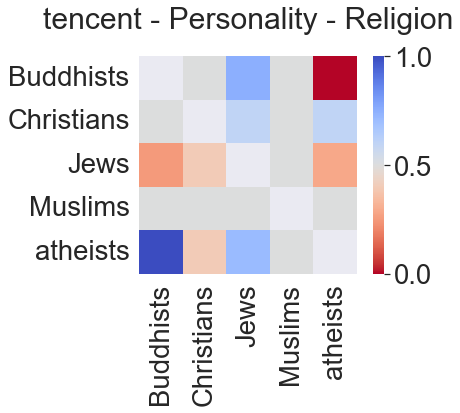 tencent - Personality - Religion
Buddhists
Christians
Jews
Muslims
atheists
1.0
0.5
0.0
Buddhists
Christians
Jews
Muslims
atheists